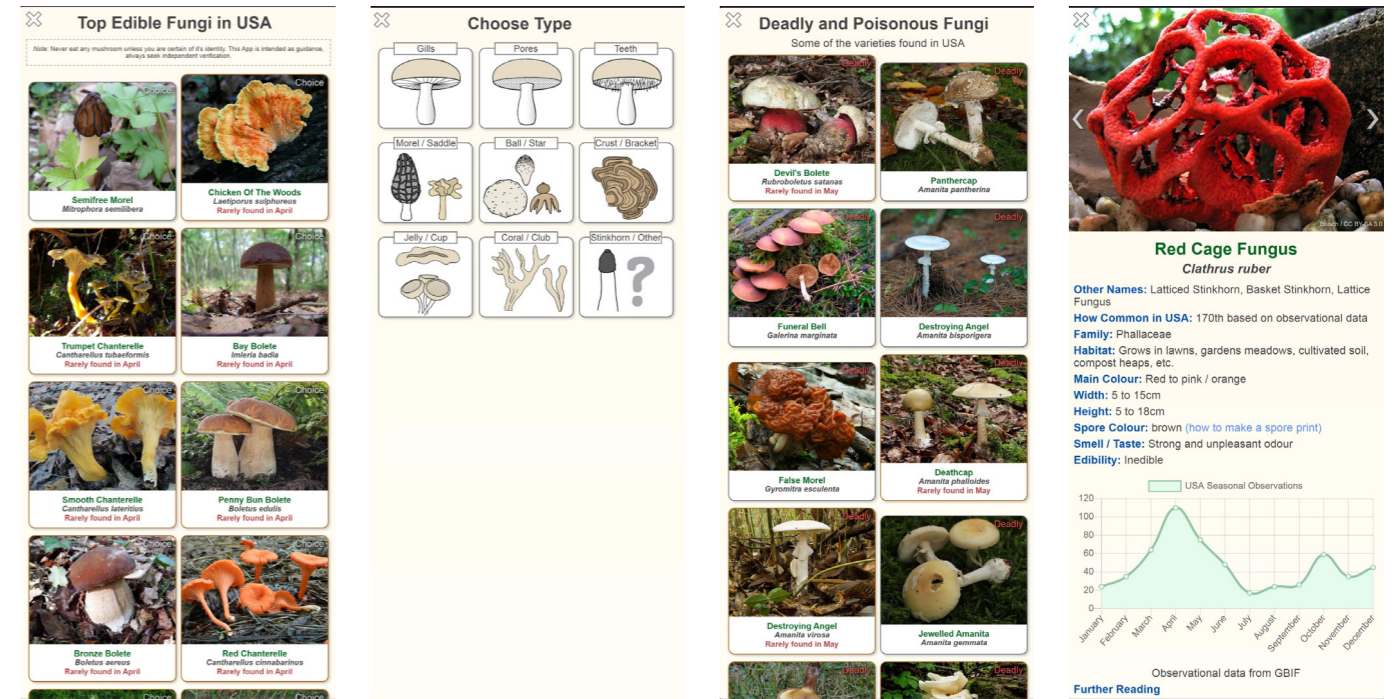 Top Edible Fungi in USA
Note: Never eat any mushroom unless you are certain of it's identity. This App is intended as guidance,
always seek independent verification.
Choice
Choice
Semifree Morel
Mitrophora semilibera
Chicken Of The Woods
Laetiporus sulphureus
Rarely found in April
Choice
Choice
Trumpet Chanterelle
Cantharellus tubaeformis
Rarely found in April
Bay Bolete
Imleria badia
Rarely found in April
Choice
Choice
Smooth Chanterelle
Cantharellus lateritius
Rarely found in April
Penny Bun Bolete
Boletus edulis
Rarely found in April
Choice
Choice
Bronze Bolete
Boletus aereus
Rarely found in April
Red Chanterelle
Cantharellus cinnabarinus
Rarely found in April
Choice
Choice
Choose Type
Gills
Pores
Teeth
Morel / Saddle
Ball / Star
Crust / Bracket
Jelly / Cup
Coral / Club
Stinkhorn / Other
?
Deadly and Poisonous Fungi
Some of the varieties found in USA
Deadly
Deadly
Devil's Bolete
Rubroboletus satanas
Rarely found in May
Panthercap
Amanita pantherina
Deadly
Deadly
Funeral Bell
Galerina marginata
Destroying Angel
Amanita bisporigera
Deadly
Deadly
False Morel
Gyromitra esculenta
Deathcap
Amanita phalloides
Rarely found in May
Deadly
Deadly
Destroying Angel
Amanita virosa
Rarely found in May
Jewelled Amanita
Amanita gemmata
Deadly
Deadly
/ CC BY-SA 3.0
Red Cage Fungus
Clathrus ruber
Other Names: Latticed Stinkhorn, Basket Stinkhorn, Lattice
Fungus
How Common in USA: 170th based on observational data
Family: Phallaceae
Habitat: Grows in lawns, gardens meadows, cultivated soil,
compost heaps, etc.
Main Colour: Red to pink / orange
Width: 5 to 15cm
Height: 5 to 18cm
Spore Colour: brown (how to make a spore print)
Smell / Taste: Strong and unpleasant odour
Edibility: Inedible
USA Seasonal Observations
120
100
80
60
40
20
0
January
February
March
April
May
June
July
August
September
October
November
December
Observational data from GBIF
Further Reading